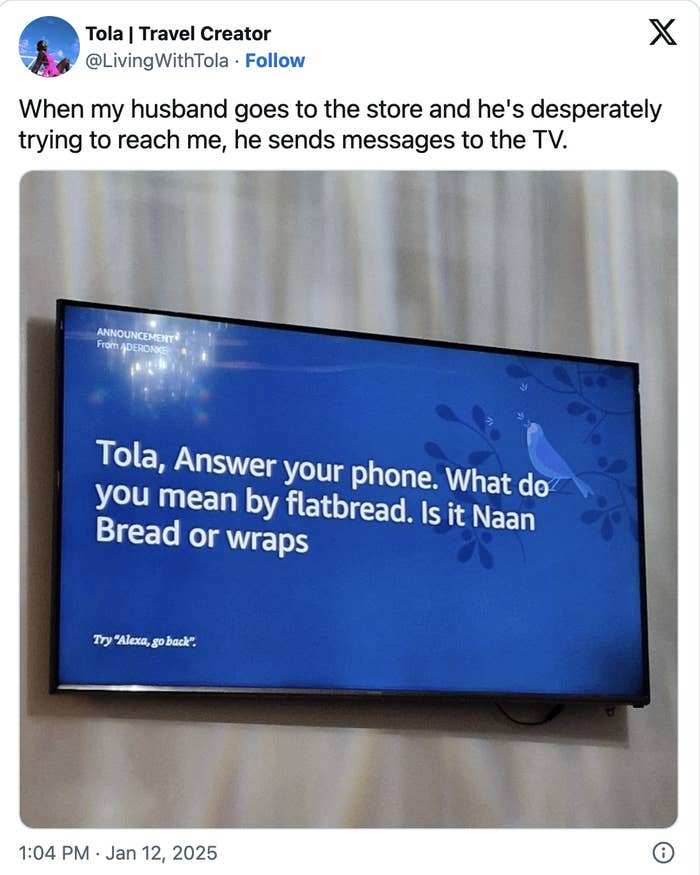 Tola | Travel Creator
@LivingWithTola · Follow
When my husband goes to the store and he's desperately
trying to reach me, he sends messages to the TV.
ANNOUNCEMENT
From ADERONKE
Tola, Answer your phone. What do
you mean by flatbread. Is it Naan
Bread or wraps
Try "Alexa, go back".
1:04 PM · Jan 12, 2025